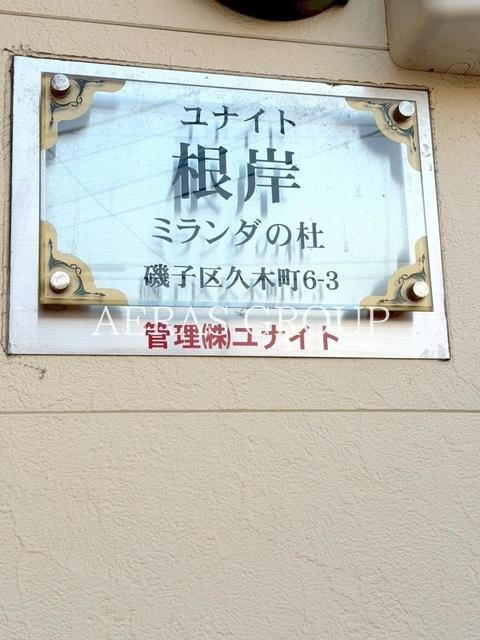 ユナイト
根岸
ミランダの杜
磯子区久木町6-3
AERAS GROUP
管理㈱ユナイト